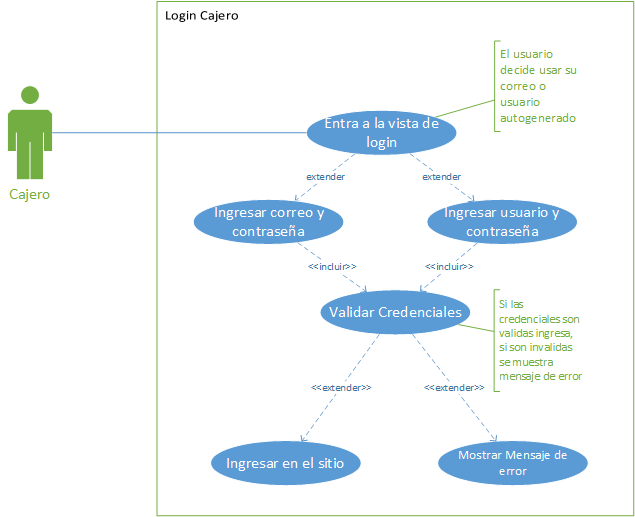 Login Cajero
El usuario
decide usar su
correo o
usuario
autogenerado
Entra a la vista de
login
Cajero
extender
extender
Ingresar correo y
contraseña
Ingresar usuario y
contraseña
<<incluir>>
<<incluir>>
Validar Credenciales
Si las
credenciales son
validas ingresa,
si son invalidas
se muestra
mensaje de error
<<extender>>
<<extender>>
Ingresar en el sitio
Mostrar Mensaje de
error